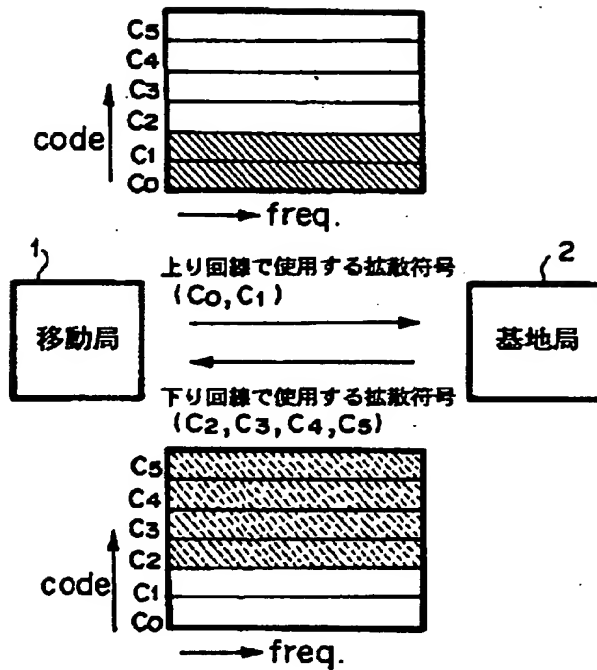 C5
C4
C3
C2
C1
C0
code
freq.
1
上り回線で使用する拡散符号
(C0, C1)
2
移動局
基地局
下り回線で使用する拡散符号
(C2, C3, C4, C5)
C5
C4
C3
C2
C1
C0
code
freq.